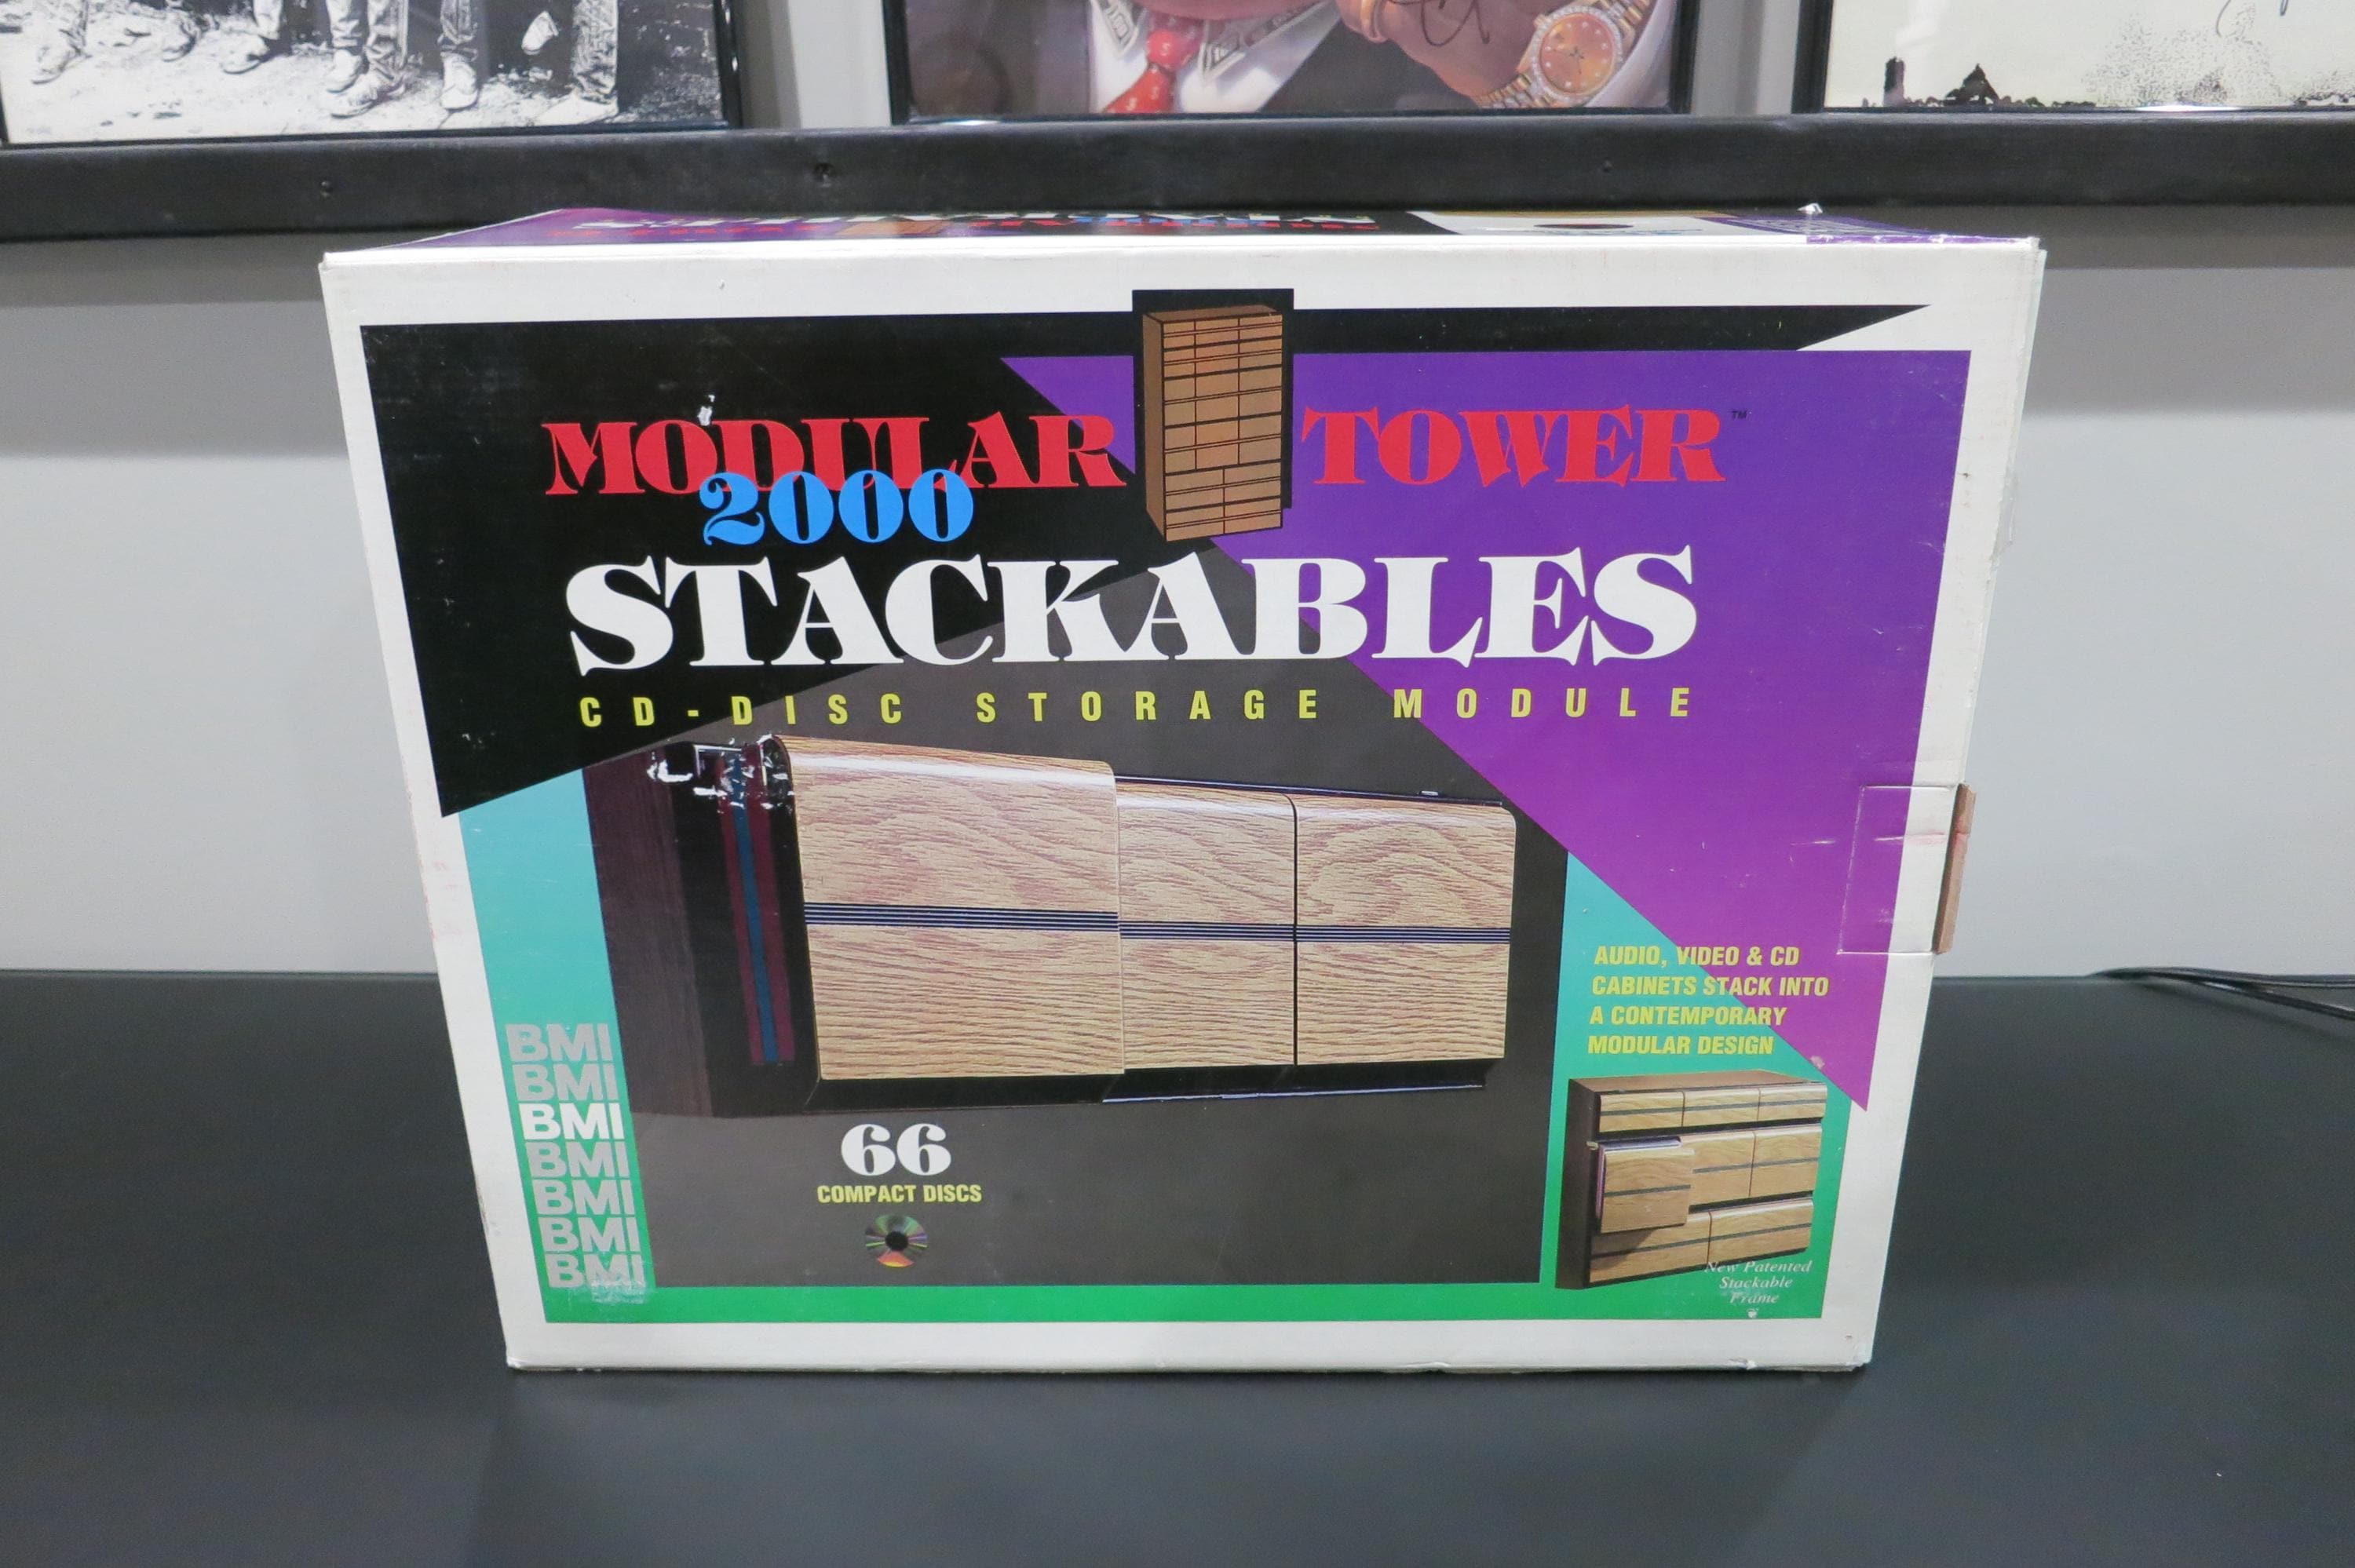 MODULAR TOWER™
2000
STACKABLES
CD-DISC STORAGE MODULE
AUDIO, VIDEO & CD
CABINETS STACK INTO
A CONTEMPORARY
MODULAR DESIGN
BMI
BMI
BMI
BMI
BMI
BMI
BMI
66
COMPACT DISCS
New Patented
Stackable
Frame